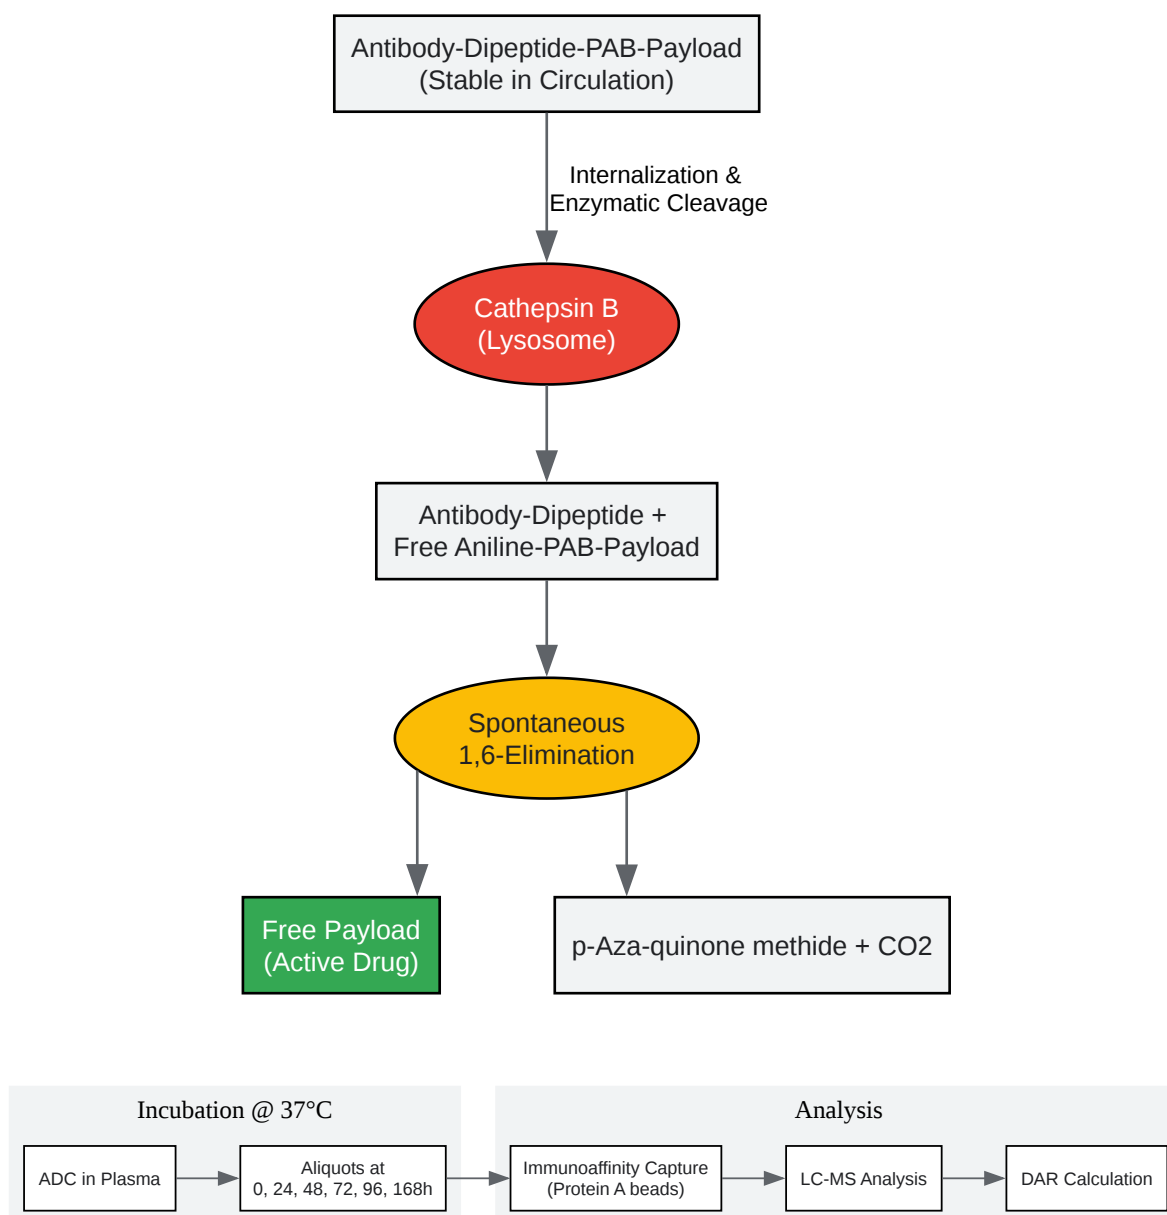 Antibody-Dipeptide-PAB-Payload
(Stable in Circulation)
Internalization &
Enzymatic Cleavage
Cathepsin B
(Lysosome)
Antibody-Dipeptide +
Free Aniline-PAB-Payload
Spontaneous
1,6-Elimination
Free Payload
(Active Drug)
p-Aza-quinone methide + CO2
Incubation @ 37°C
ADC in Plasma
Aliquots at
0, 24, 48, 72, 96, 168h
Analysis
Immunoaffinity Capture
(Protein A beads)
LC-MS Analysis
DAR Calculation